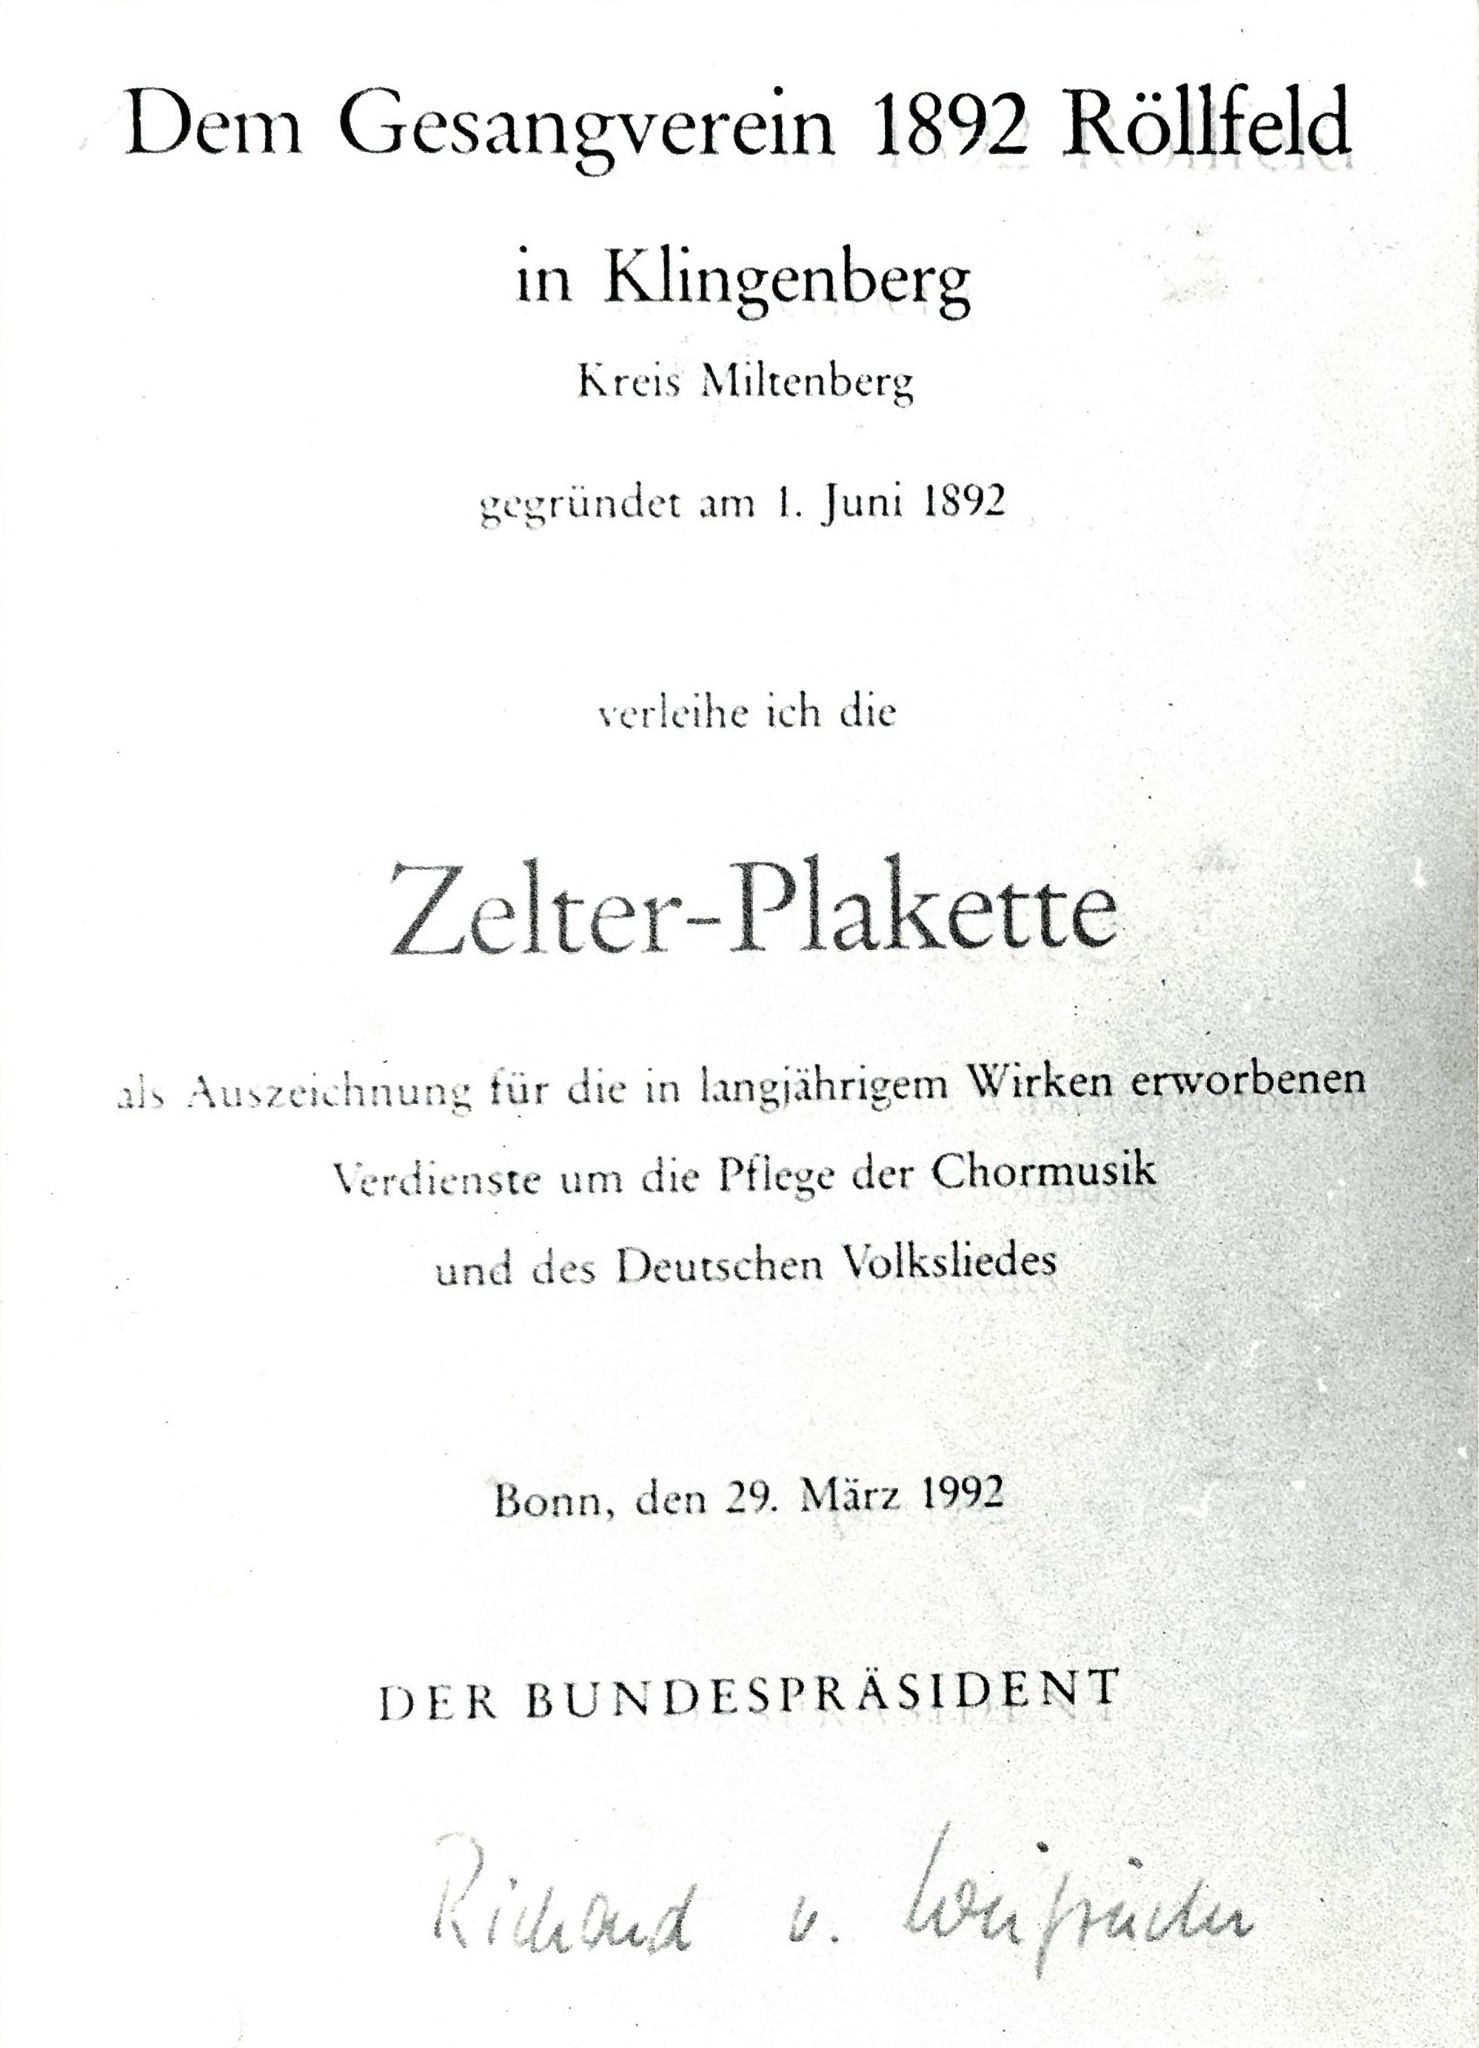 Dem Gesangverein 1892 Röllfeld
in Klingenberg
Kreis Miltenberg
gegründet am 1. Juni 1892
verleihe ich die
Zelter-Plakette
als Auszeichnung für die in langjährigem Wirken erworbenen
Verdienste um die Pflege der Chormusik
und des Deutschen Volksliedes
Bonn, den 29. März 1992
DER BUNDESPRÄSIDENT
Richard v. Weizsäcker